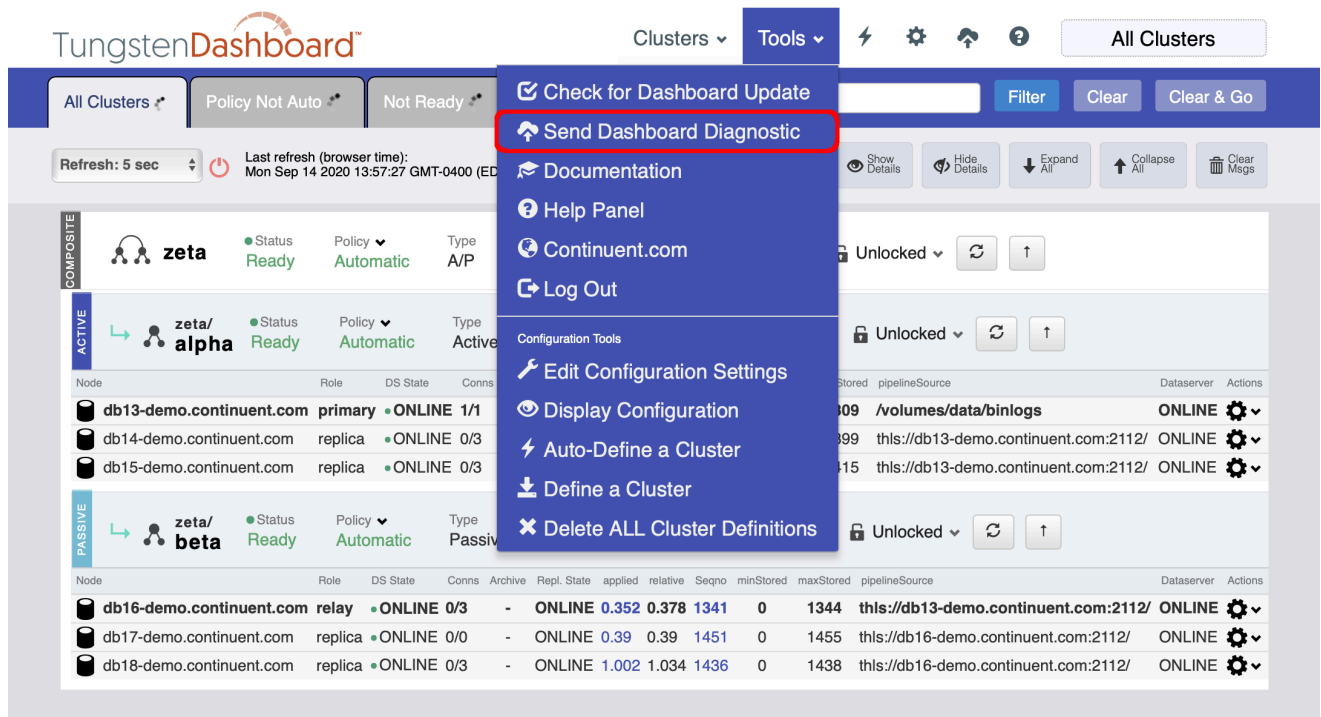 TungstenDashboard™
Clusters
Tools
All Clusters
All Clusters
Policy Not Auto
Not Ready
Filter
Clear
Clear & Go
Check for Dashboard Update
Send Dashboard Diagnostic
Documentation
Help Panel
Continuent.com
Log Out
Configuration Tools
Edit Configuration Settings
Display Configuration
Auto-Define a Cluster
Define a Cluster
Delete ALL Cluster Definitions
Refresh: 5 sec
Last refresh (browser time):
Mon Sep 14 2020 13:57:27 GMT-0400 (ED
Show Details
Hide Details
Expand All
Collapse All
Clear Msgs
COMPOSITE
zeta
Status
Ready
Policy
Automatic
Type
A/P
Unlocked
ACTIVE
zeta/
alpha
Status
Ready
Policy
Automatic
Type
Active
Unlocked
Node Role DS State Conns tored pipelineSource Dataserver Actions
db13-demo.continuent.com primary ONLINE 1/1 309 /volumes/data/binlogs ONLINE
db14-demo.continuent.com replica ONLINE 0/3 399 thls://db13-demo.continuent.com:2112/ ONLINE
db15-demo.continuent.com replica ONLINE 0/3 415 thls://db13-demo.continuent.com:2112/ ONLINE
PASSIVE
zeta/
beta
Status
Ready
Policy
Automatic
Type
Passiv
Unlocked
Node Role DS State Conns Archive Repl. State applied relative Seqno minStored maxStored pipelineSource Dataserver Actions
db16-demo.continuent.com relay ONLINE 0/3 - ONLINE 0.352 0.378 1341 0 1344 thls://db13-demo.continuent.com:2112/ ONLINE
db17-demo.continuent.com replica ONLINE 0/0 - ONLINE 0.39 0.39 1451 0 1455 thls://db16-demo.continuent.com:2112/ ONLINE
db18-demo.continuent.com replica ONLINE 0/3 - ONLINE 1.002 1.034 1436 0 1438 thls://db16-demo.continuent.com:2112/ ONLINE